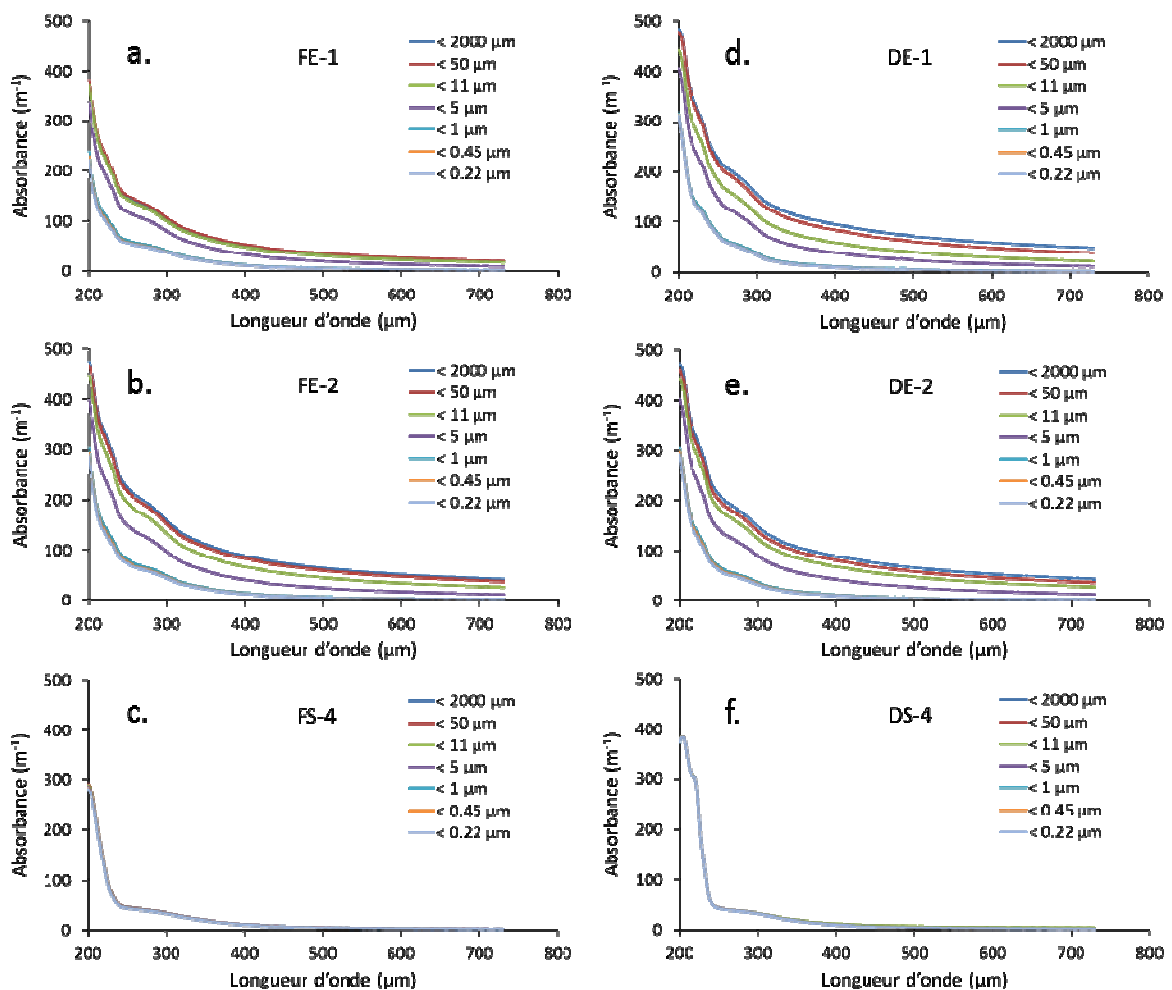 a.
FE-1
Absorbance (m⁻¹)
500
400
300
200
100
0
200 300 400 500 600 700 800
Longueur d'onde (µm)
< 2000 µm
< 50 µm
< 11 µm
< 5 µm
< 1 µm
< 0.45 µm
< 0.22 µm
d.
DE-1
Absorbance (m⁻¹)
500
400
300
200
100
0
200 300 400 500 600 700 800
Longueur d'onde (µm)
< 2000 µm
< 50 µm
< 11 µm
< 5 µm
< 1 µm
< 0.45 µm
< 0.22 µm
b.
FE-2
Absorbance (m⁻¹)
500
400
300
200
100
0
200 300 400 500 600 700 800
Longueur d'onde (µm)
< 2000 µm
< 50 µm
< 11 µm
< 5 µm
< 1 µm
< 0.45 µm
< 0.22 µm
e.
DE-2
Absorbance (m⁻¹)
500
400
300
200
100
0
200 300 400 500 600 700 800
Longueur d'onde (µm)
< 2000 µm
< 50 µm
< 11 µm
< 5 µm
< 1 µm
< 0.45 µm
< 0.22 µm
c.
FS-4
Absorbance (m⁻¹)
500
400
300
200
100
0
200 300 400 500 600 700 800
Longueur d'onde (µm)
< 2000 µm
< 50 µm
< 11 µm
< 5 µm
< 1 µm
< 0.45 µm
< 0.22 µm
f.
DS-4
Absorbance (m⁻¹)
500
400
300
200
100
0
200 300 400 500 600 700 800
Longueur d'onde (µm)
< 2000 µm
< 50 µm
< 11 µm
< 5 µm
< 1 µm
< 0.45 µm
< 0.22 µm